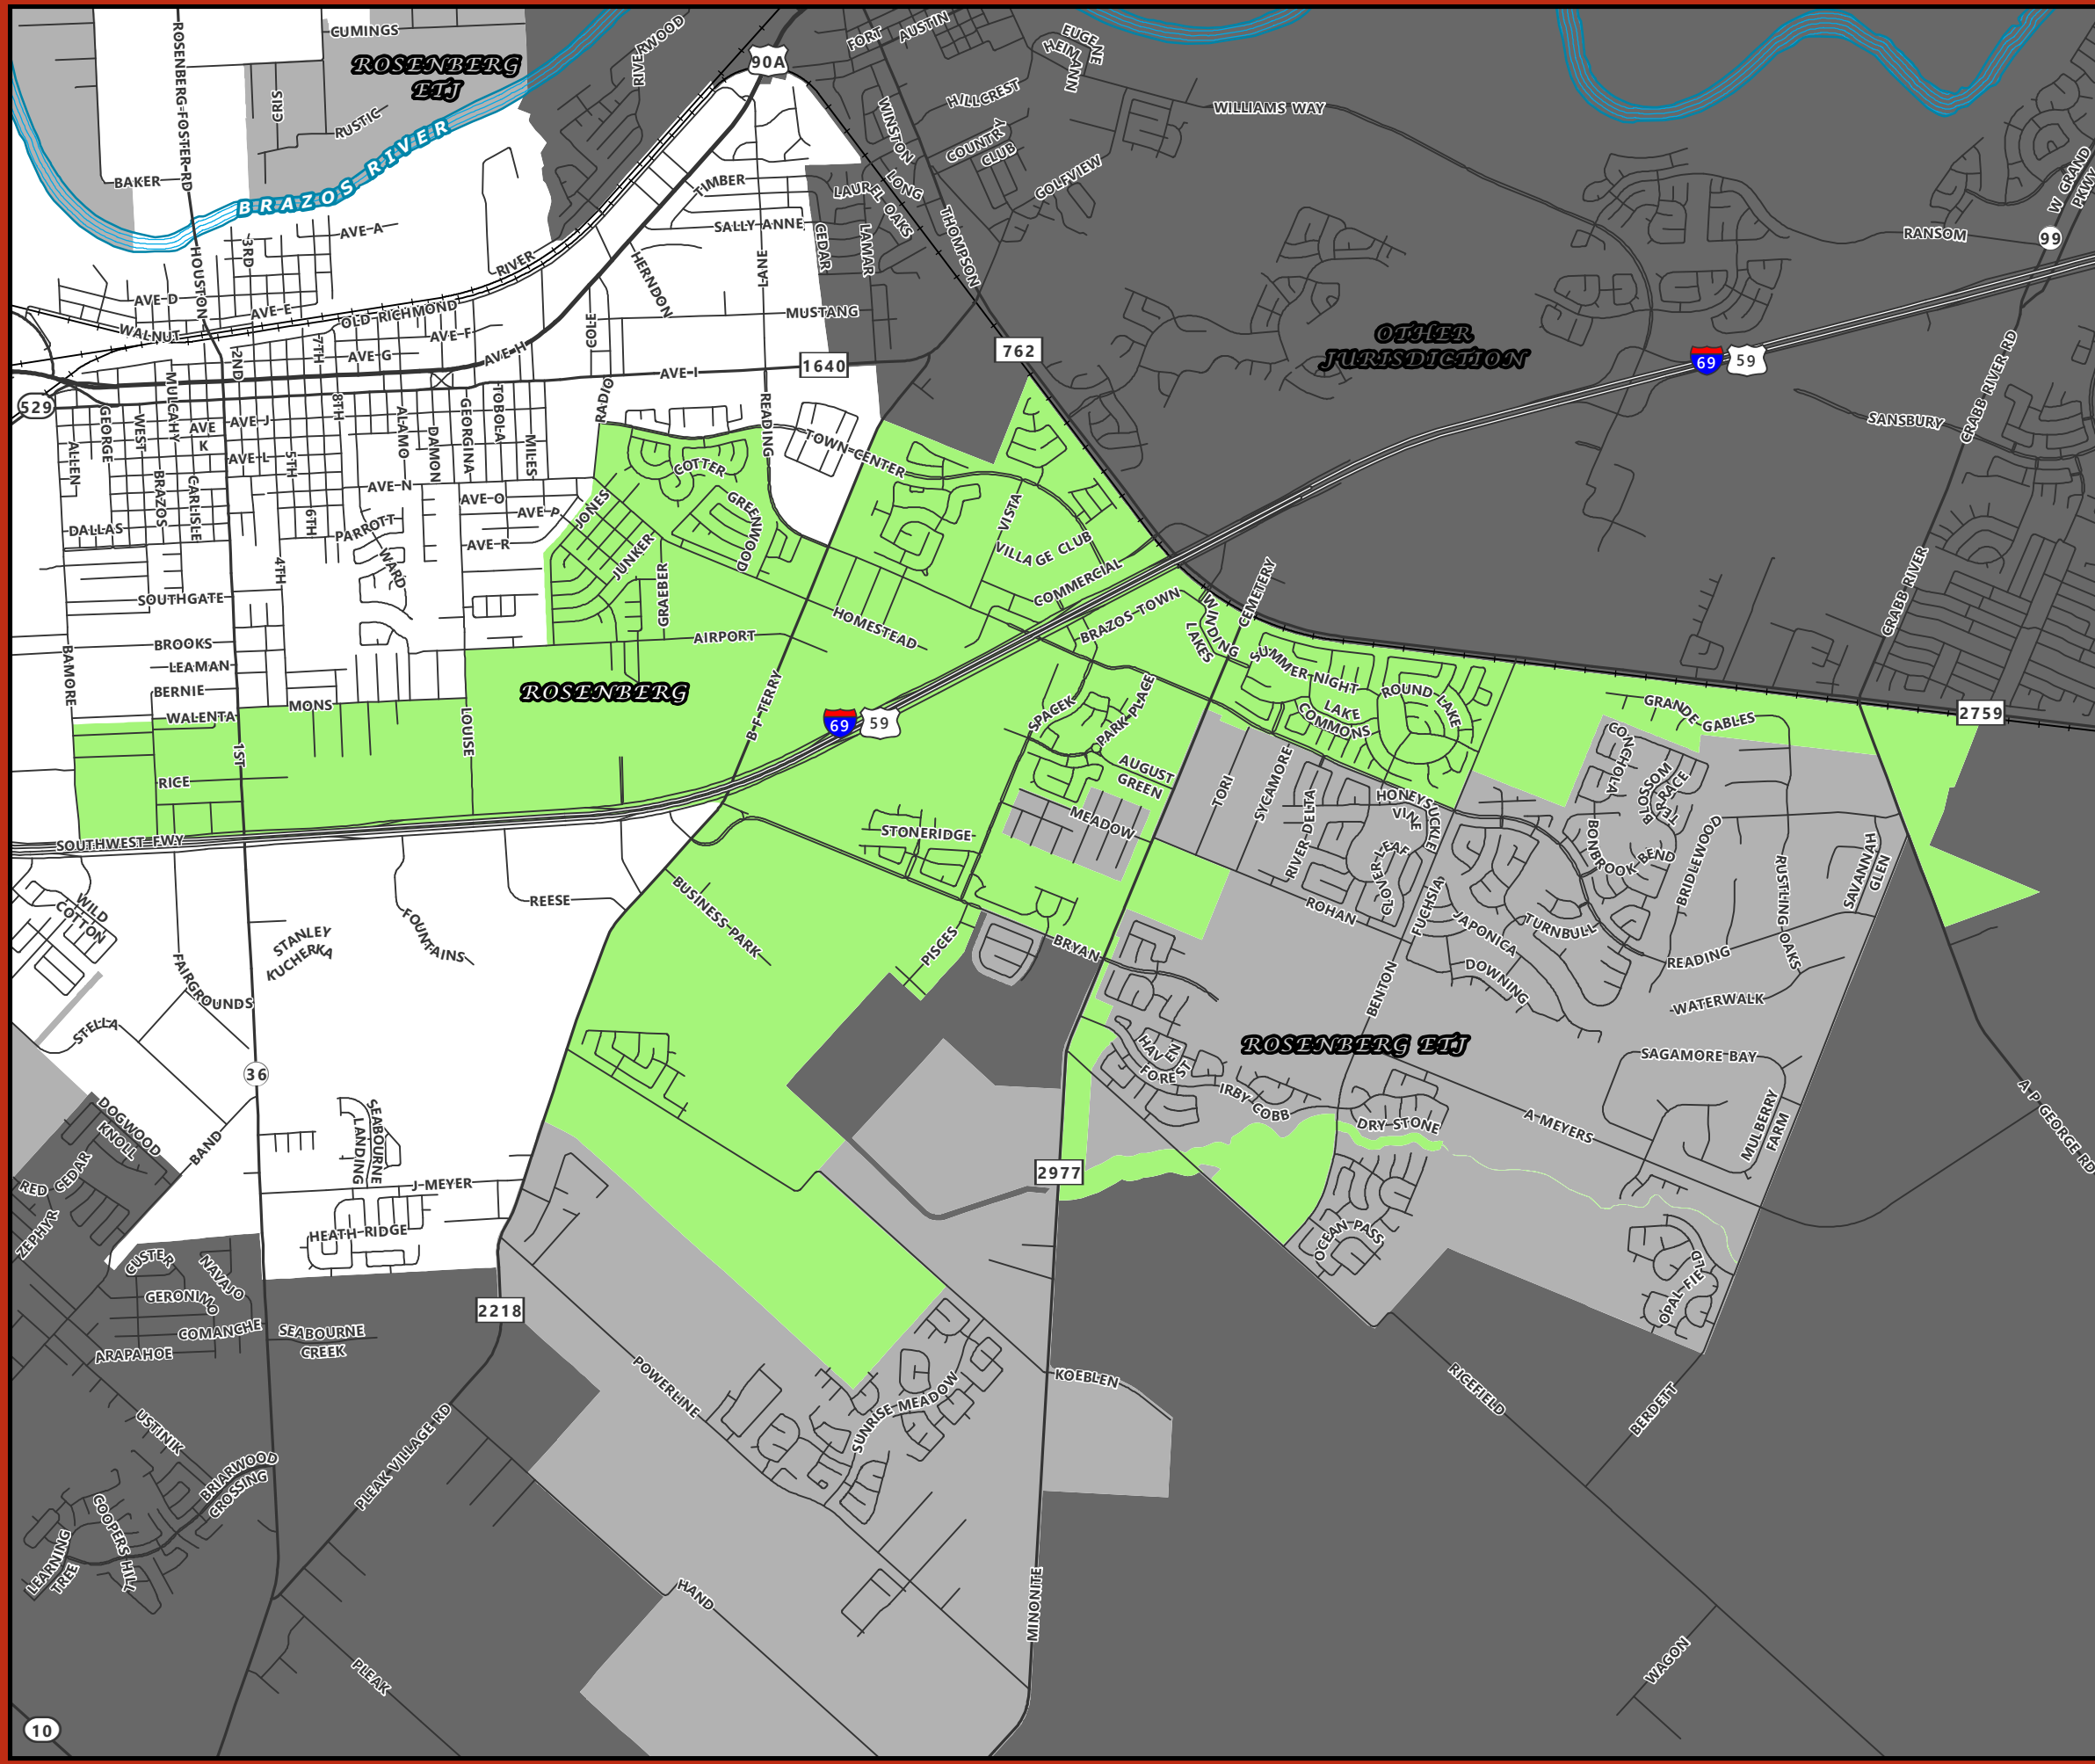 CUMINGS
ROSENBERG
ETJ
ROSENBERG-FOSTER RD
GIRIS
RUSTIC
BAKER
BRAZOS RIVER
RIVERWOOD
90A
FORT
AUSTIN
EUGENE
HEIMANN
HILLCREST
WINSTON
COUNTRY
CLUB
GOLFVIEW
WILLIAMS WAY
W GRAND
PKWY
99
RANSOM
TIMBER
SALLY ANNE
LAUREL OAKS
LONG
THOMPSON
CEDAR
LAMAR
LANE
HERNDON
RIVER
AVE A
3RD
HOUSTON
AVE D
AVE E
WALNUT
OLD RICHMOND
AVE F
AVE G
AVE H
7TH
2ND
COLE
MUSTANG
AVE I
1640
762
OTHER
JURISDICTION
69
59
SANSBURY
CRABB RIVER RD
CRABB RIVER
529
GEORGE
WEST
MULCAHY
AVE J
AVE
K
AVE L
5TH
8TH
ALAMO
DAMON
GEORGINA
TOBOLA
MILES
RADIO
READING
TOWN CENTER
ALLEN
BRAZOS
CARLISLE
AVE N
AVE O
AVE P
AVE R
6TH
PARROTT
WARD
DALLAS
4TH
JONES
COTTER
GREENWOOD
JUNKER
GRAEBER
VISTA
VILLAGE CLUB
COMMERCIAL
HOMESTEAD
BRAZOS TOWN
WINDING
LAKES
CEMETERY
SOUTHGATE
BROOKS
LEAMAN
BERNIE
WALENTA
BAMORE
MONS
AIRPORT
LOUISE
ROSENBERG
B F TERRY
69
59
1ST
RICE
SOUTHWEST FWY
SPACEK
PARK PLACE
AUGUST
GREEN
MEADOW
SUMMER NIGHT
LAKE
COMMONS
ROUND LAKE
GRANDE GABLES
2759
TORI
SYCAMORE
RIVER DELTA
HONEYSUCKLE
VINE
CLOVER LEAF
CONCHOLA
BLOSSOM
TERRACE
BONBROOK BEND
BRIDLEWOOD
RUSTLING OAKS
SAVANNAH
GLEN
STONERIDGE
BUSINESS PARK
PISCES
BRYAN
ROHAN
FUCHSIA
JAPONICA
TURNBULL
DOWNING
READING
WATERWALK
BENTON
WILD
COTTON
REESE
STANLEY
KUCHERKA
FOUNTAINS
FAIRGROUNDS
STELLA
36
ROSENBERG ETJ
HAVEN
FOREST
IRBY COBB
DRY STONE
A MEYERS
SAGAMORE BAY
MULBERRY
FARM
A P GEORGE RD
DOGWOOD
KNOLL
BAND
RED CEDAR
ZEPHYR
SEABOURNE
LANDING
J MEYER
HEATH RIDGE
2977
OCEAN PASS
OPAL FIELD
CUSTER
NAVAJO
GERONIMO
COMANCHE
ARAPAHOE
SEABOURNE
CREEK
2218
POWERLINE
SUNRISE MEADOW
KOEBLEN
RICEFIELD
BERDETT
USTINIK
BRIARWOOD
CROSSING
PLEAK VILLAGE RD
COOPERS HILL
LEARNING
TREE
HAND
MINONITE
PLEAK
WAGON
10